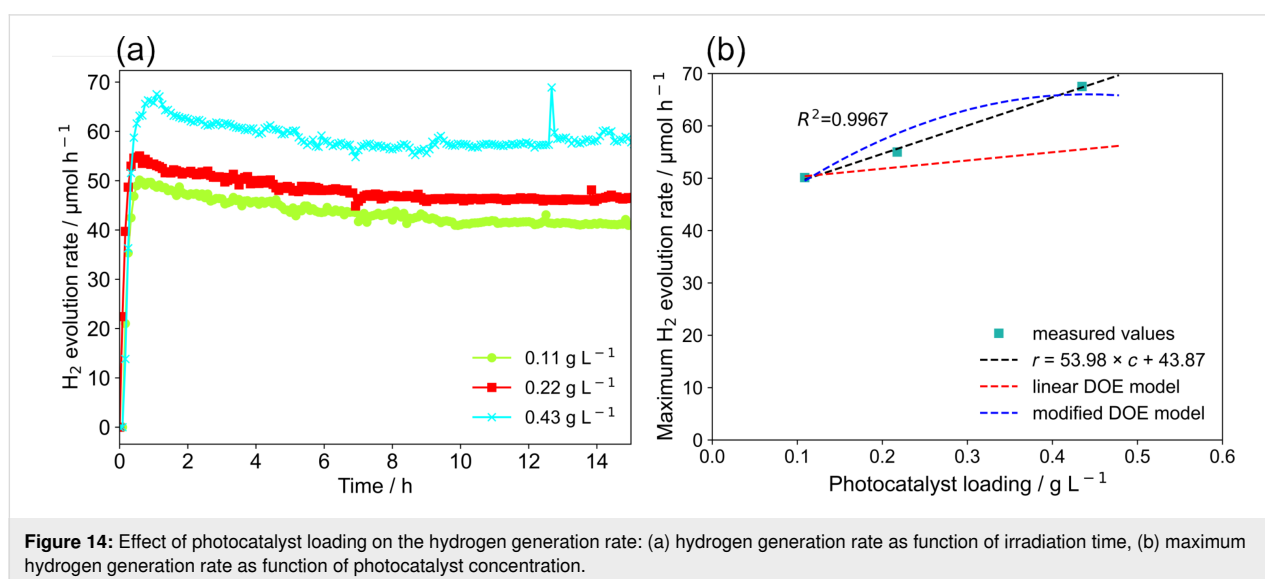 (a)
H₂ evolution rate / µmol h⁻¹
70
60
50
40
30
20
10
0
0 2 4 6 8 10 12 14
Time / h
0.11 g L⁻¹
0.22 g L⁻¹
0.43 g L⁻¹
(b)
Maximum H₂ evolution rate / µmol h⁻¹
70
60
50
40
30
20
10
0
0.0 0.1 0.2 0.3 0.4 0.5 0.6
Photocatalyst loading / g L⁻¹
R²=0.9967
measured values
r = 53.98 × c + 43.87
linear DOE model
modified DOE model
Figure 14: Effect of photocatalyst loading on the hydrogen generation rate: (a) hydrogen generation rate as function of irradiation time, (b) maximum
hydrogen generation rate as function of photocatalyst concentration.